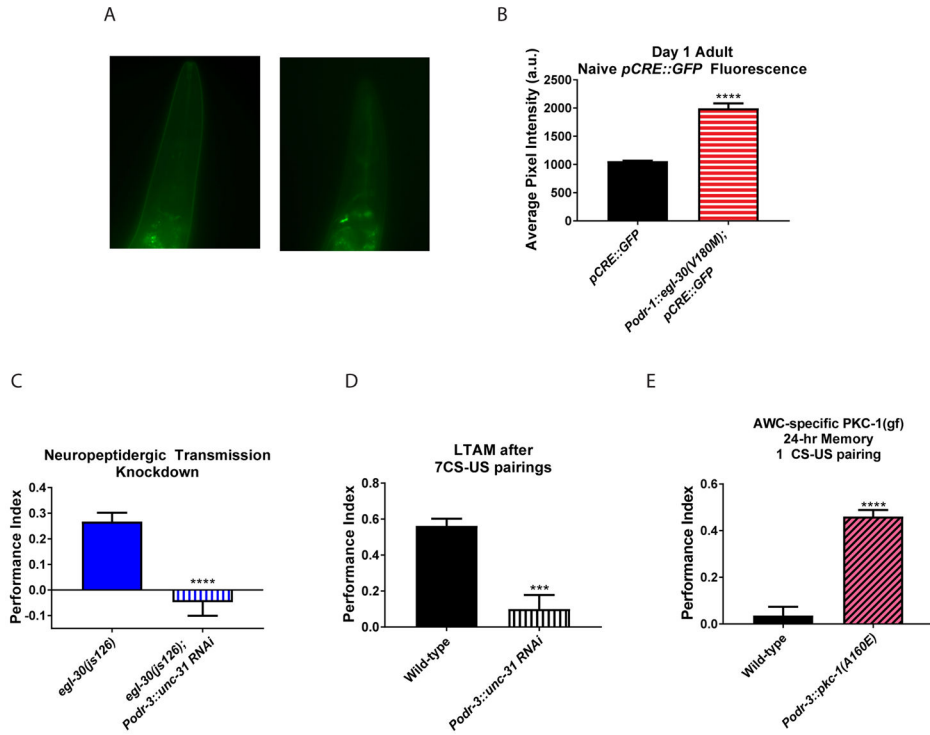 A
B
Day 1 Adult
Naive pCRE::GFP Fluorescence
Average Pixel Intensity (a.u.)
2500
2000
1500
1000
500
0
****
pCRE::GFP
Podr-1::egl-30(V180M);
pCRE::GFP
C
Neuropeptidergic Transmission
Knockdown
Performance Index
0.4
0.3
0.2
0.1
0.0
-0.1
****
egl-30(js126)
egl-30(js126);
Podr-3::unc-31 RNAi
D
LTAM after
7CS-US pairings
Performance Index
0.8
0.6
0.4
0.2
0.0
***
Wild-type
Podr-3::unc-31 RNAi
E
AWC-specific PKC-1(gf)
24-hr Memory
1 CS-US pairing
Performance Index
0.6
0.4
0.2
0.0
****
Wild-type
Podr-3::pkc-1(A160E)